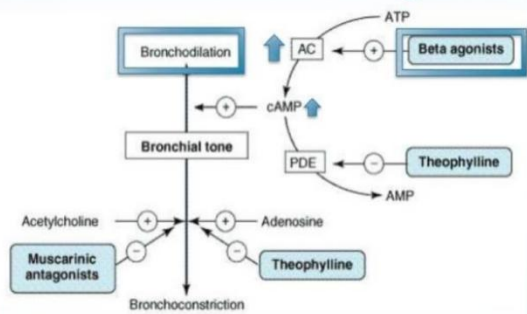 ATP
Bronchodilation
AC
+
Beta agonists
+
cAMP
Bronchial tone
PDE
−
Theophylline
AMP
Acetylcholine
+
+
Adenosine
Muscarinic
antagonists
−
−
Theophylline
Bronchoconstriction